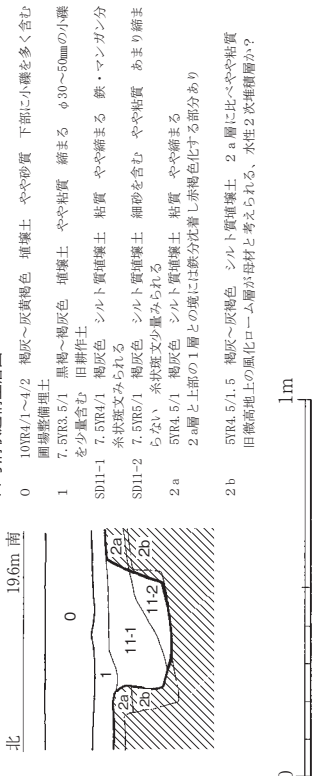 0　10YR4/1～4/2　褐灰～灰黄褐色　埴壌土　やや砂質　下部に小礫を多く含む
圃場整備埋土
1　7.5YR3.5/1　黒褐～褐灰色　埴壌土　やや粘質　締まる　φ30～50㎜の小礫
を少量含む　旧耕作土
SD11-1　7.5YR4/1　褐灰色　シルト質埴壌土　粘質　やや締まる　鉄・マンガン分
糸状斑文みられる
SD11-2　7.5YR5/1　褐灰色　シルト質埴壌土　細砂を含む　やや粘質　あまり締ま
らない　糸状斑文少量みられる
2a　5YR4.5/1　褐灰色　シルト質埴壌土　粘質　やや締まる
2a層と上部の1層との境には鉄分沈着し赤褐色化する部分あり
2b　5YR4.5/1.5　褐灰～灰褐色　シルト質埴壌土　2a層に比べやや粘質
旧微高地上の風化ローム層が母材と考えられる、水性2次堆積層か?
北　19.6m 南
0
1
11-1
11-2
2a
2b
2a
2b
0　1m